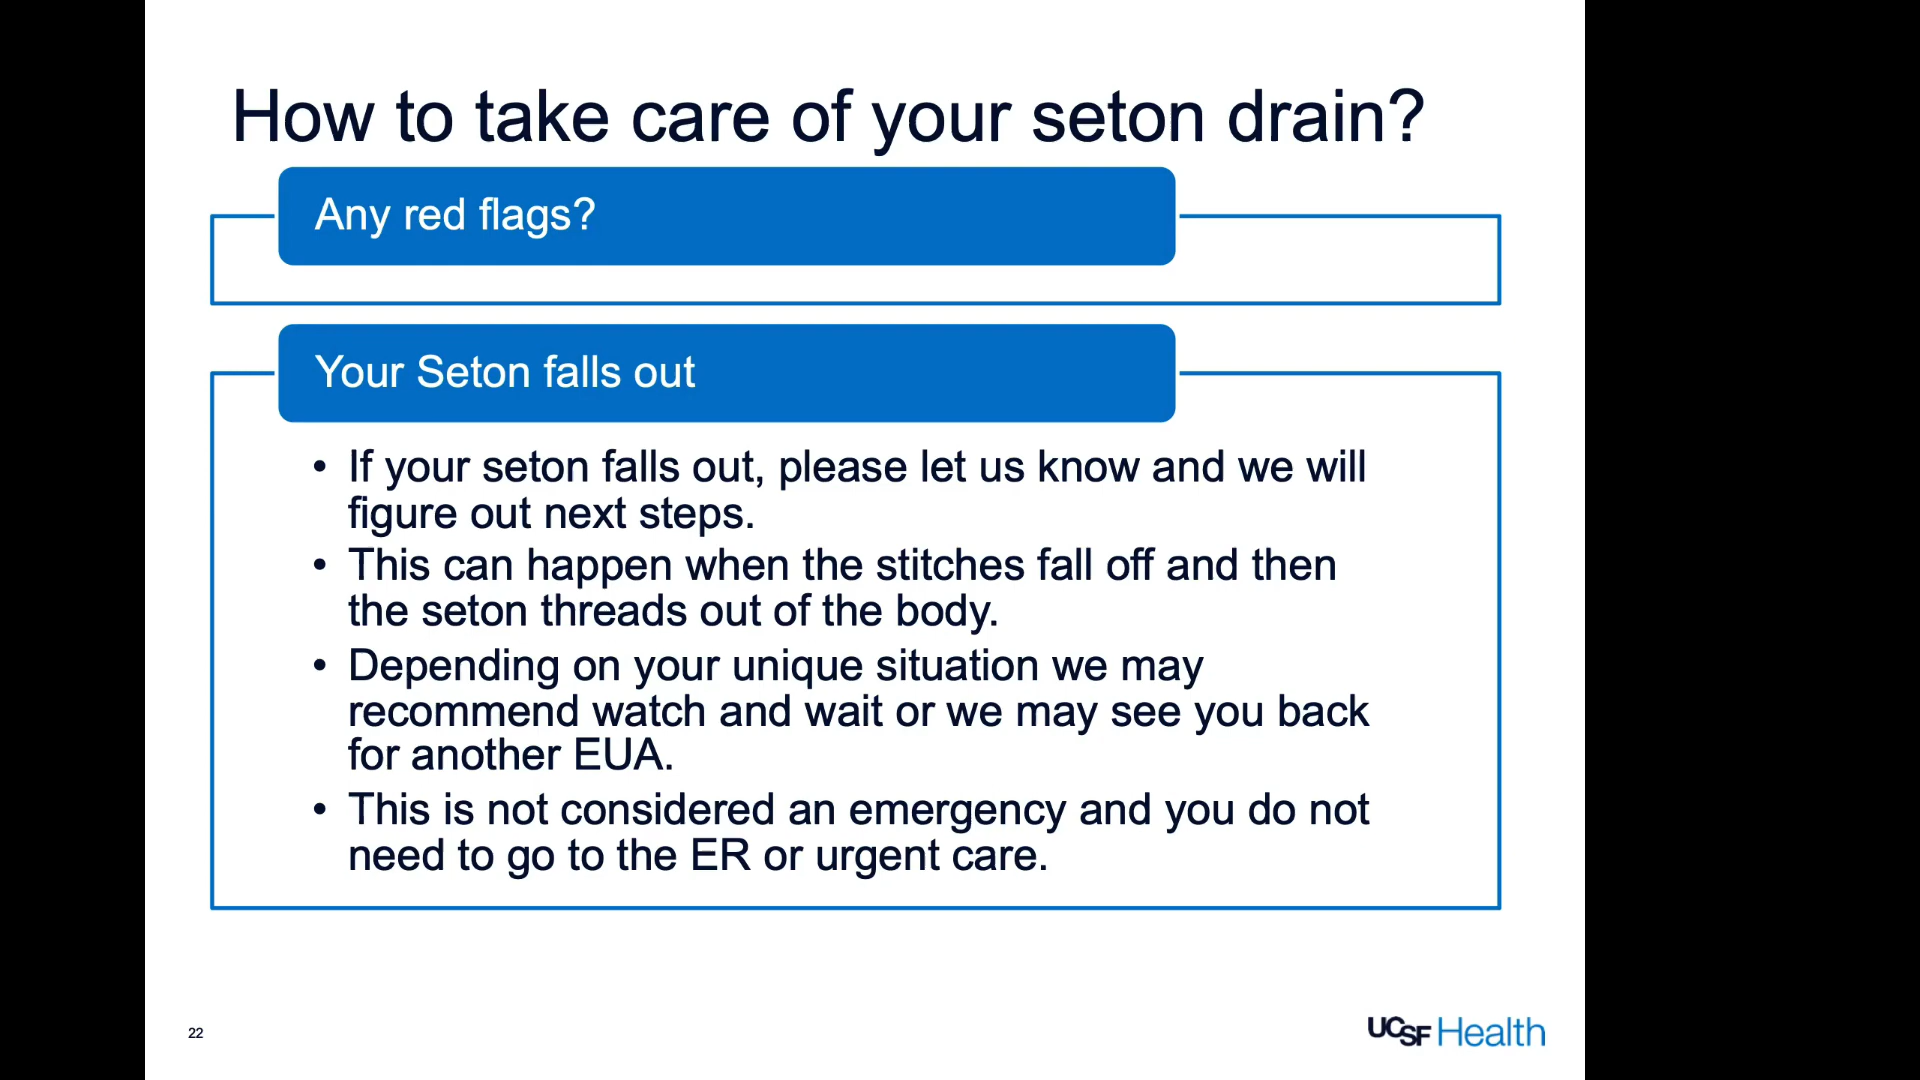 How to take care of your seton drain?
Any red flags?
Your Seton falls out
• If your seton falls out, please let us know and we will
figure out next steps.
• This can happen when the stitches fall off and then
the seton threads out of the body.
• Depending on your unique situation we may
recommend watch and wait or we may see you back
for another EUA.
• This is not considered an emergency and you do not
need to go to the ER or urgent care.
22
UCSF Health